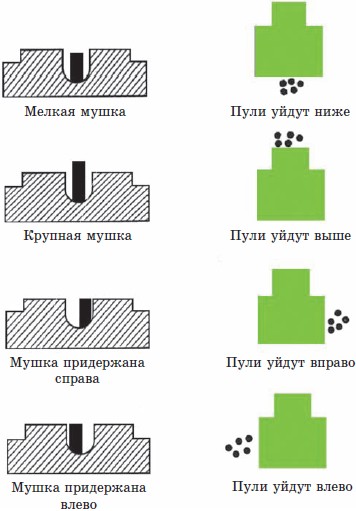 Мелкая мушка
Пули уйдут ниже
Крупная мушка
Пули уйдут выше
Мушка придержана
справа
Пули уйдут вправо
Мушка придержана
влево
Пули уйдут влево